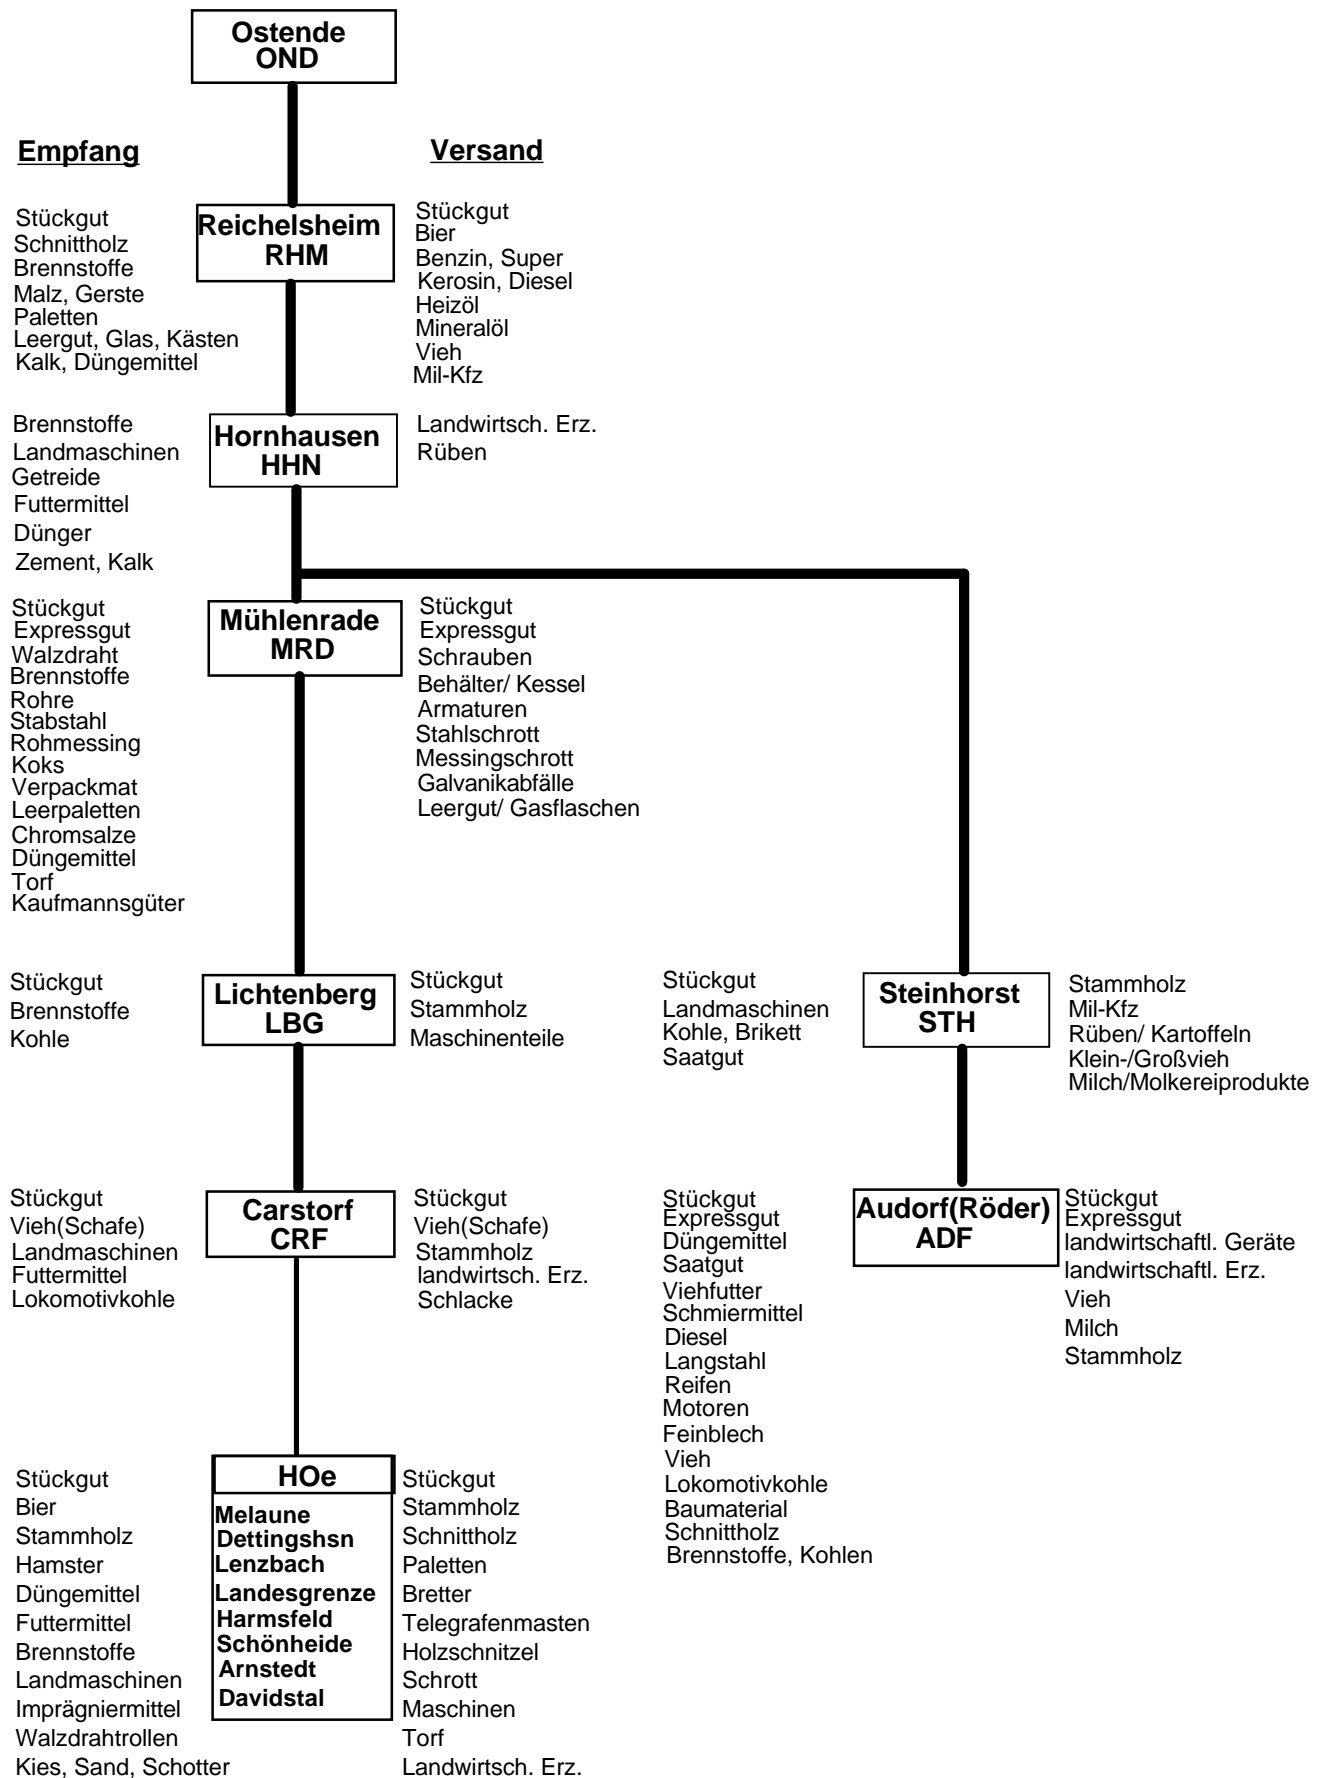 Ostende
OND
Empfang
Versand
Stückgut
Schnittholz
Brennstoffe
Malz, Gerste
Paletten
Leergut, Glas, Kästen
Kalk, Düngemittel
Reichelsheim
RHM
Stückgut
Bier
Benzin, Super
Kerosin, Diesel
Heizöl
Mineralöl
Vieh
Mil-Kfz
Brennstoffe
Landmaschinen
Getreide
Futtermittel
Dünger
Zement, Kalk
Hornhausen
HHN
Landwirtsch. Erz.
Rüben
Stückgut
Expressgut
Walzdraht
Brennstoffe
Rohre
Stabstahl
Rohmessing
Koks
Verpackmat
Leerpaletten
Chromsalze
Düngemittel
Torf
Kaufmannsgüter
Mühlenrade
MRD
Stückgut
Expressgut
Schrauben
Behälter/ Kessel
Armaturen
Stahlschrott
Messingschrott
Galvanikabfälle
Leergut/ Gasflaschen
Stückgut
Brennstoffe
Kohle
Lichtenberg
LBG
Stückgut
Stammholz
Maschinenteile
Stückgut
Landmaschinen
Kohle, Brikett
Saatgut
Steinhorst
STH
Stammholz
Mil-Kfz
Rüben/ Kartoffeln
Klein-/Großvieh
Milch/Molkereiprodukte
Stückgut
Vieh(Schafe)
Landmaschinen
Futtermittel
Lokomotivkohle
Carstorf
CRF
Stückgut
Vieh(Schafe)
Stammholz
landwirtsch. Erz.
Schlacke
Stückgut
Expressgut
Düngemittel
Saatgut
Viehfutter
Schmiermittel
Diesel
Langstahl
Reifen
Motoren
Feinblech
Vieh
Lokomotivkohle
Baumaterial
Schnittholz
Brennstoffe, Kohlen
Audorf(Röder)
ADF
Stückgut
Expressgut
landwirtschaftl. Geräte
landwirtschaftl. Erz.
Vieh
Milch
Stammholz
Stückgut
Bier
Stammholz
Hamster
Düngemittel
Futtermittel
Brennstoffe
Landmaschinen
Imprägniermittel
Walzdrahtrollen
Kies, Sand, Schotter
HOe
Melaune
Dettingshsn
Lenzbach
Landesgrenze
Harmsfeld
Schönheide
Arnstedt
Davidstal
Stückgut
Stammholz
Schnittholz
Paletten
Bretter
Telegrafenmasten
Holzschnitzel
Schrott
Maschinen
Torf
Landwirtsch. Erz.